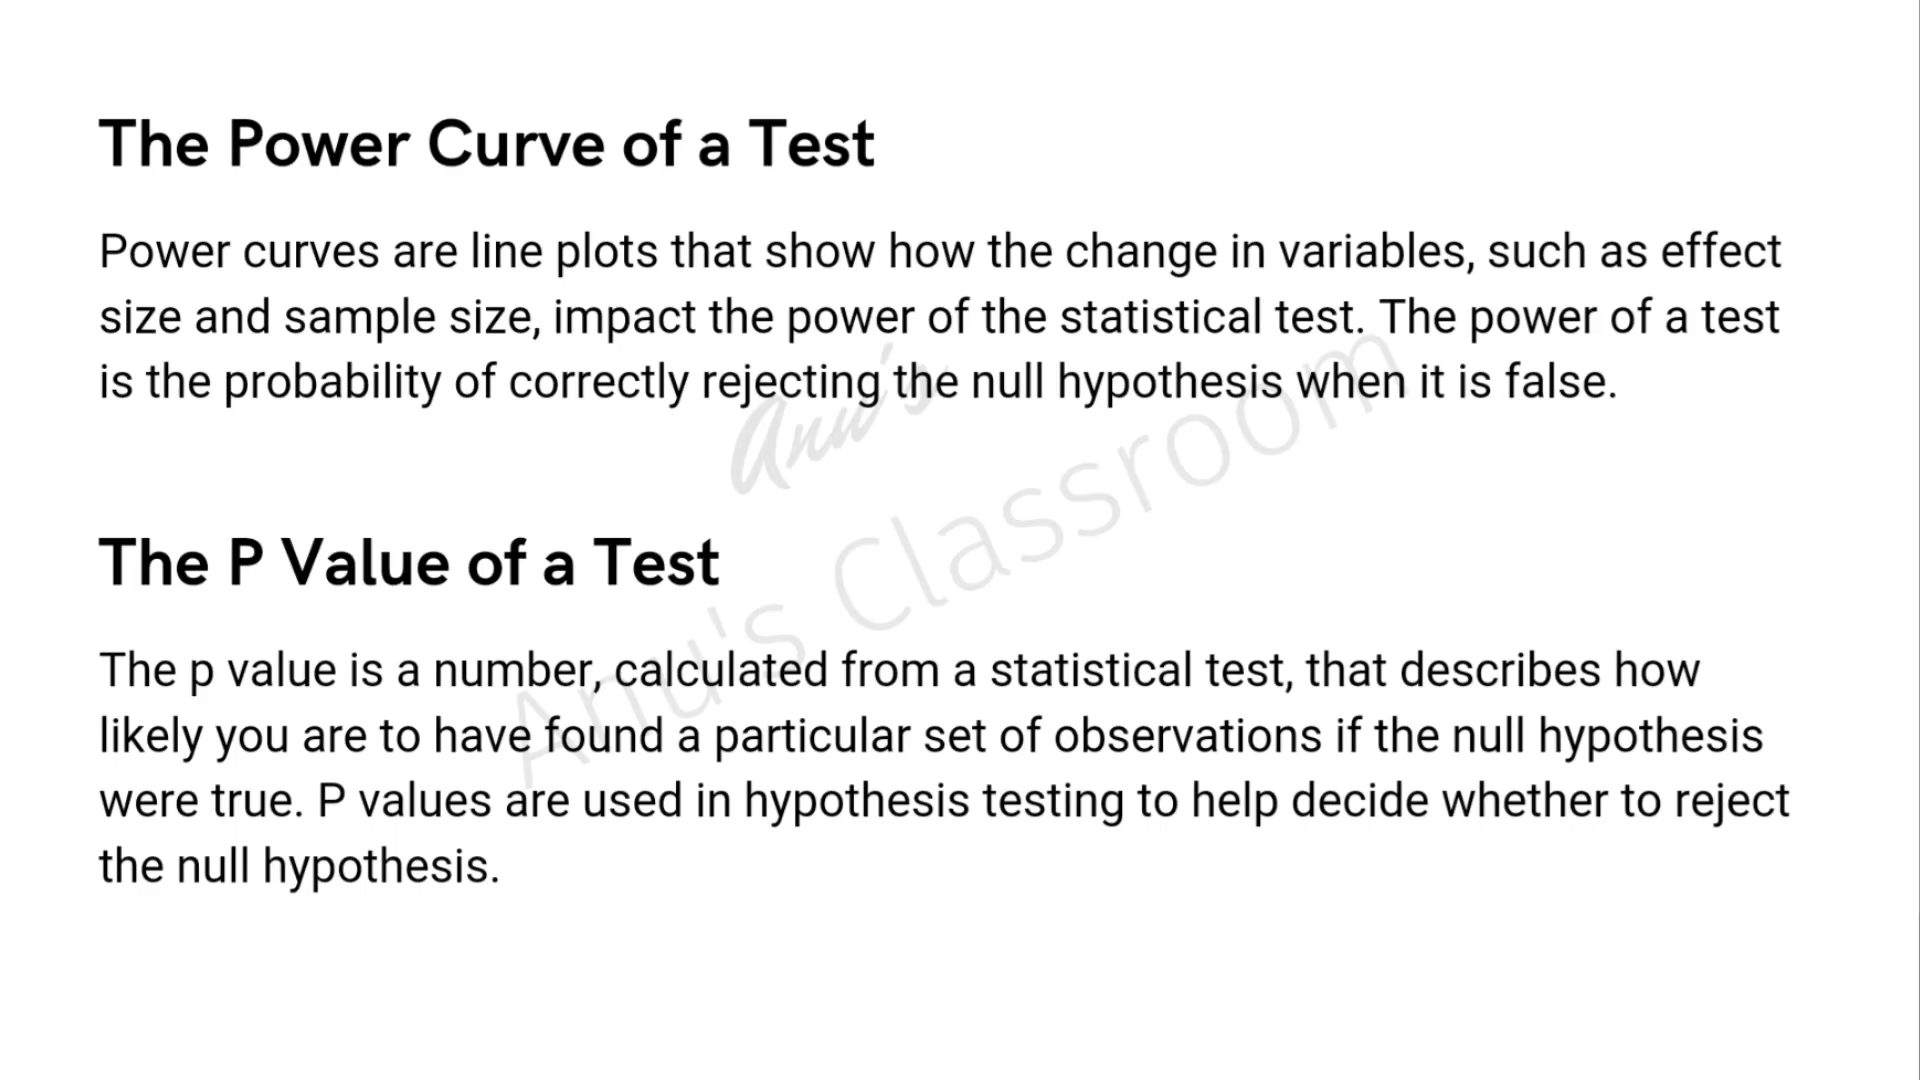 The Power Curve of a Test
Power curves are line plots that show how the change in variables, such as effect
size and sample size, impact the power of the statistical test. The power of a test
is the probability of correctly rejecting the null hypothesis when it is false.
Anu's
Anu's Classroom
The P Value of a Test
The p value is a number, calculated from a statistical test, that describes how
likely you are to have found a particular set of observations if the null hypothesis
were true. P values are used in hypothesis testing to help decide whether to reject
the null hypothesis.